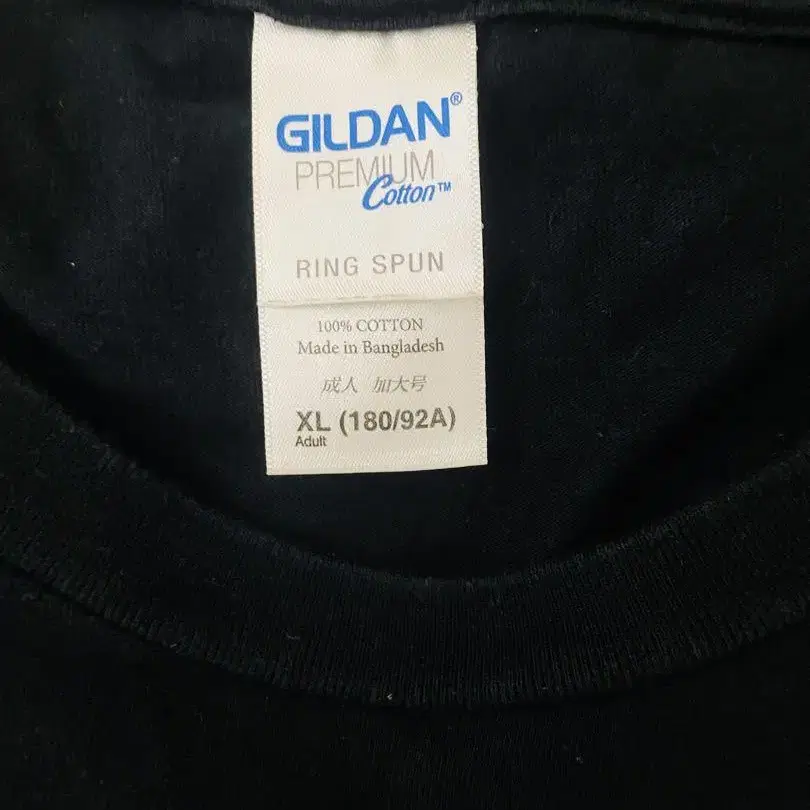 GILDAN®
PREMIUM
Cotton™
RING SPUN
100% COTTON
Made in Bangladesh
成人 加大号
XL (180/92A)
Adult